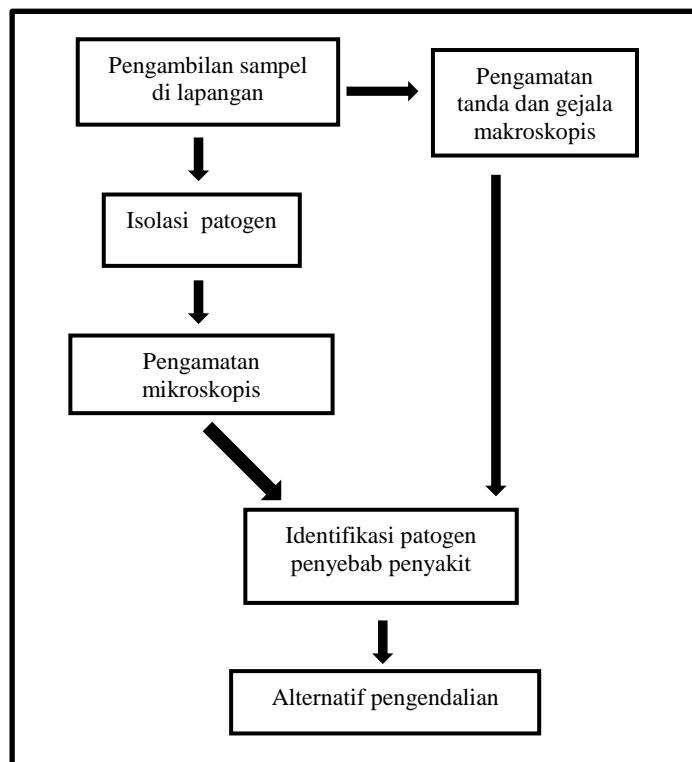 Pengambilan sampel
di lapangan
Pengamatan
tanda dan gejala
makroskopis
Isolasi patogen
Pengamatan
mikroskopis
Identifikasi patogen
penyebab penyakit
Alternatif pengendalian